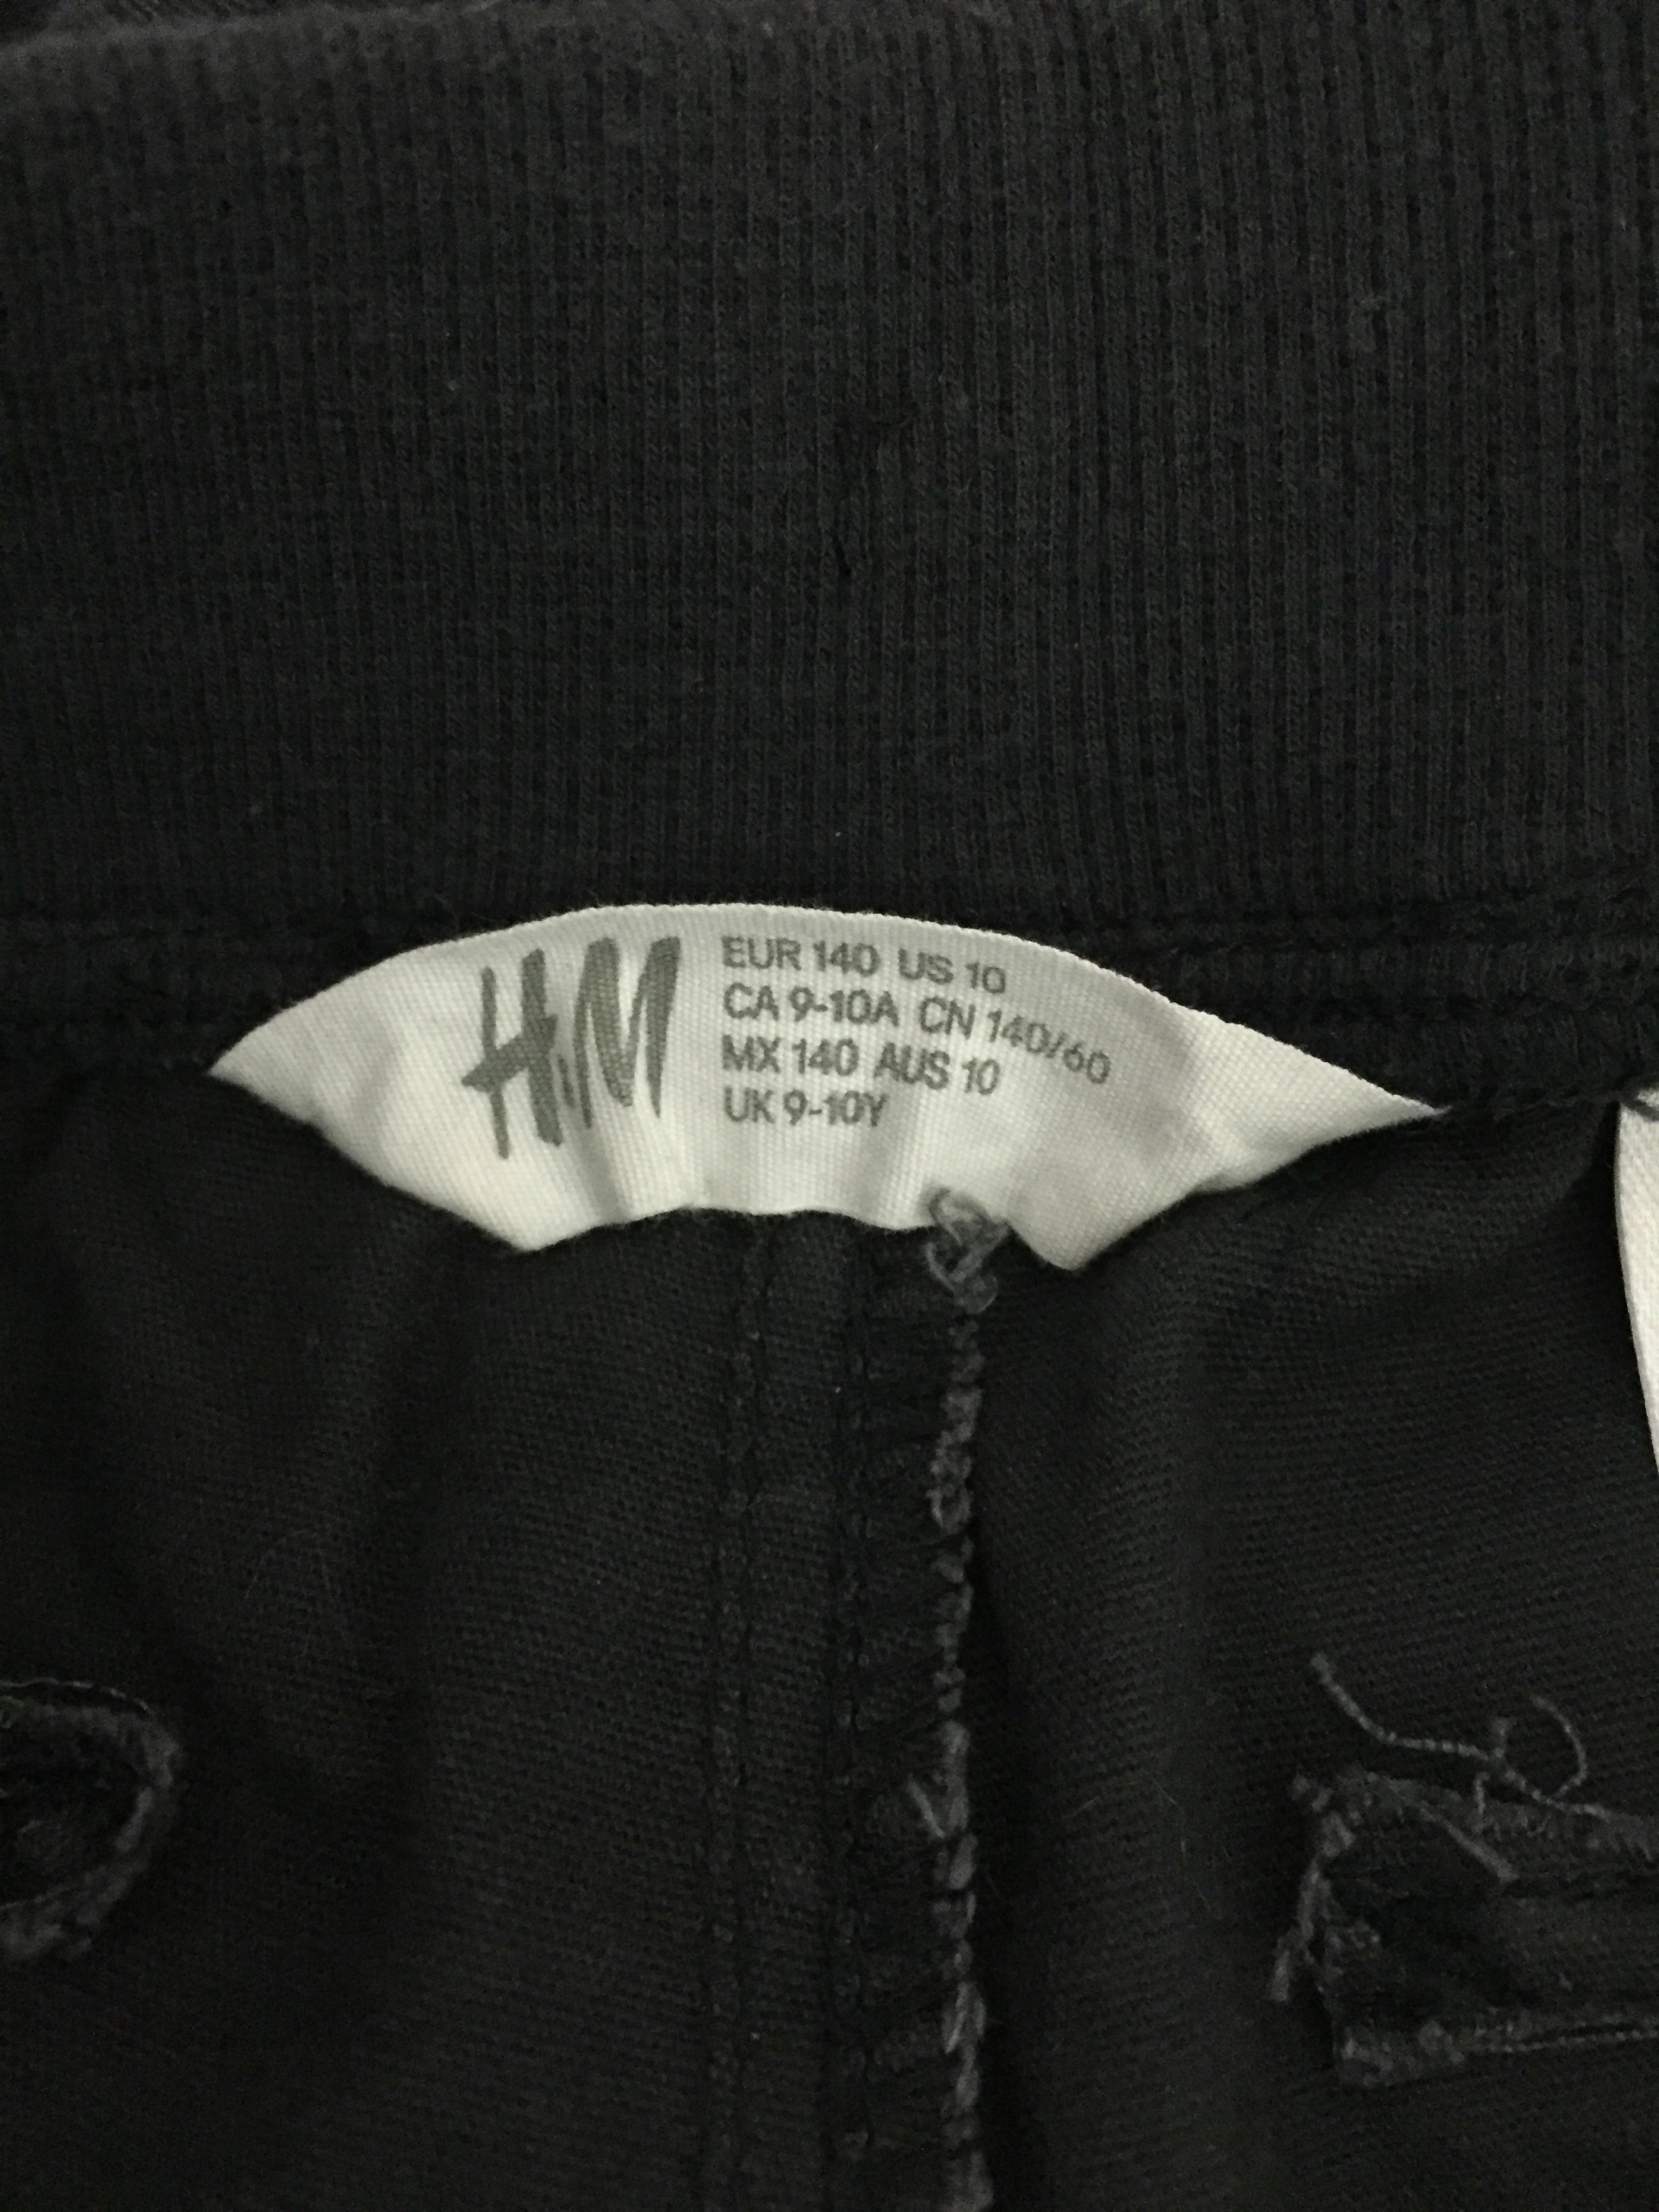 H&M
EUR 140 US 10
CA 9-10A CN 140/60
MX 140 AUS 10
UK 9-10Y